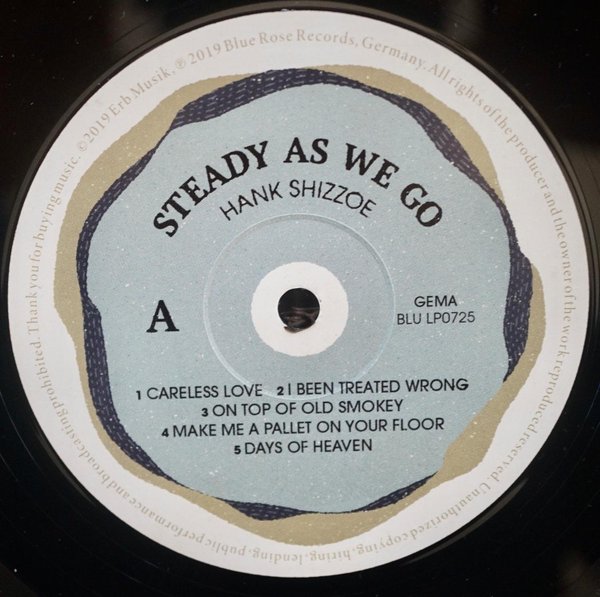 STEADY AS WE GO
HANK SHIZZOE
A
GEMA
BLU LP0725
1 CARELESS LOVE 2 I BEEN TREATED WRONG
3 ON TOP OF OLD SMOKEY
4 MAKE ME A PALLET ON YOUR FLOOR
5 DAYS OF HEAVEN
©2019 Erb Musik, ℗ 2019 Blue Rose Records, Germany. All rights of the producer and the owner of the work reproduced reserved. Unauthorized copying, hiring, lending, public performance and broadcasting prohibited. Thank you for buying music.